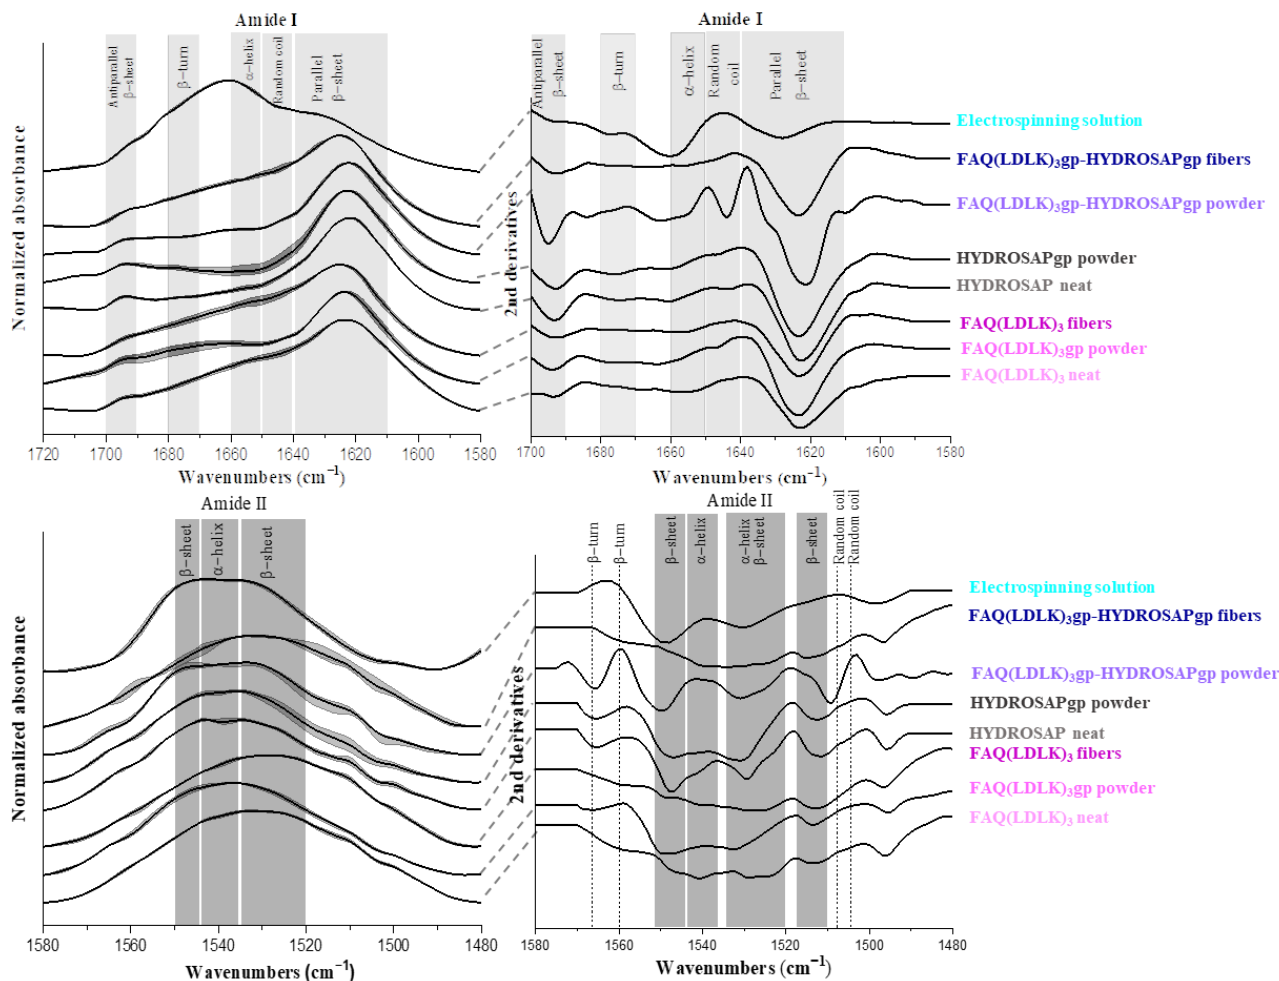 Amide I
Antiparallel
β−sheet
β−turn
α−helix
Random coil
Parallel
β−sheet
Normalized absorbance
1720
1700
1680
1660
1640
1620
1600
1580
Wavenumbers (cm⁻¹)
Amide I
Antiparallel
β−sheet
β−turn
α−helix
Random
coil
Parallel
β−sheet
2nd derivatives
1700
1680
1660
1640
1620
1600
1580
Wavenumbers (cm⁻¹)
Electrospinning solution
FAQ(LDLK)₃gp-HYDROSAPgp fibers
FAQ(LDLK)₃gp-HYDROSAPgp powder
HYDROSAPgp powder
HYDROSAP neat
FAQ(LDLK)₃ fibers
FAQ(LDLK)₃gp powder
FAQ(LDLK)₃ neat
Amide II
β−sheet
α−helix
β−sheet
Normalized absorbance
1580
1560
1540
1520
1500
1480
Wavenumbers (cm⁻¹)
Amide II
β−turn
β−turn
β−sheet
α−helix
α−helix
β−sheet
β−sheet
Random coil
Random coil
2nd derivatives
1580
1560
1540
1520
1500
1480
Wavenumbers (cm⁻¹)
Electrospinning solution
FAQ(LDLK)₃gp-HYDROSAPgp fibers
FAQ(LDLK)₃gp-HYDROSAPgp powder
HYDROSAPgp powder
HYDROSAP neat
FAQ(LDLK)₃ fibers
FAQ(LDLK)₃gp powder
FAQ(LDLK)₃ neat